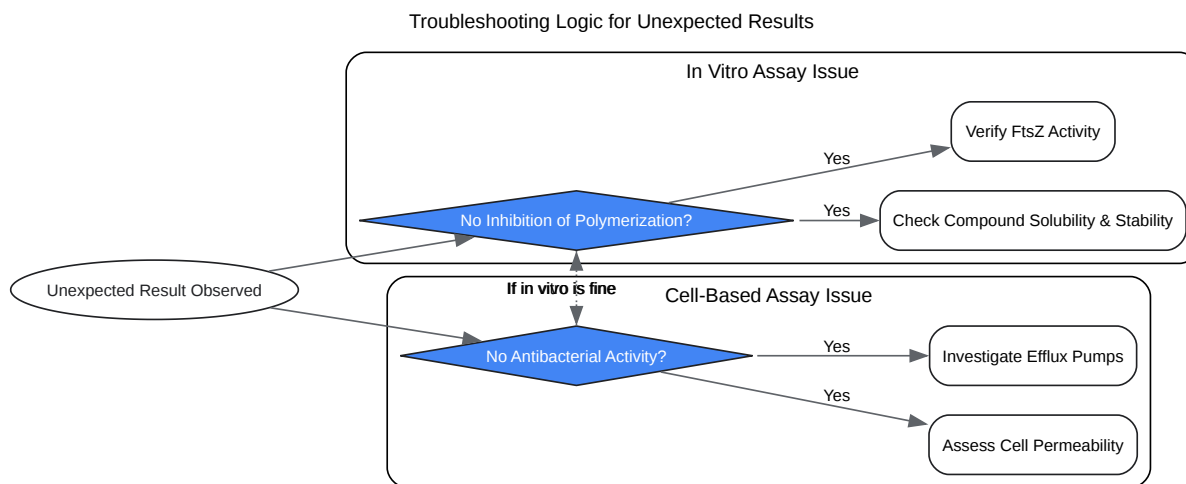 Troubleshooting Logic for Unexpected Results
In Vitro Assay Issue
Verify FtsZ Activity
Yes
No Inhibition of Polymerization?
Yes
Check Compound Solubility & Stability
Unexpected Result Observed
If in vitro is fine
Cell-Based Assay Issue
No Antibacterial Activity?
Yes
Investigate Efflux Pumps
Yes
Assess Cell Permeability